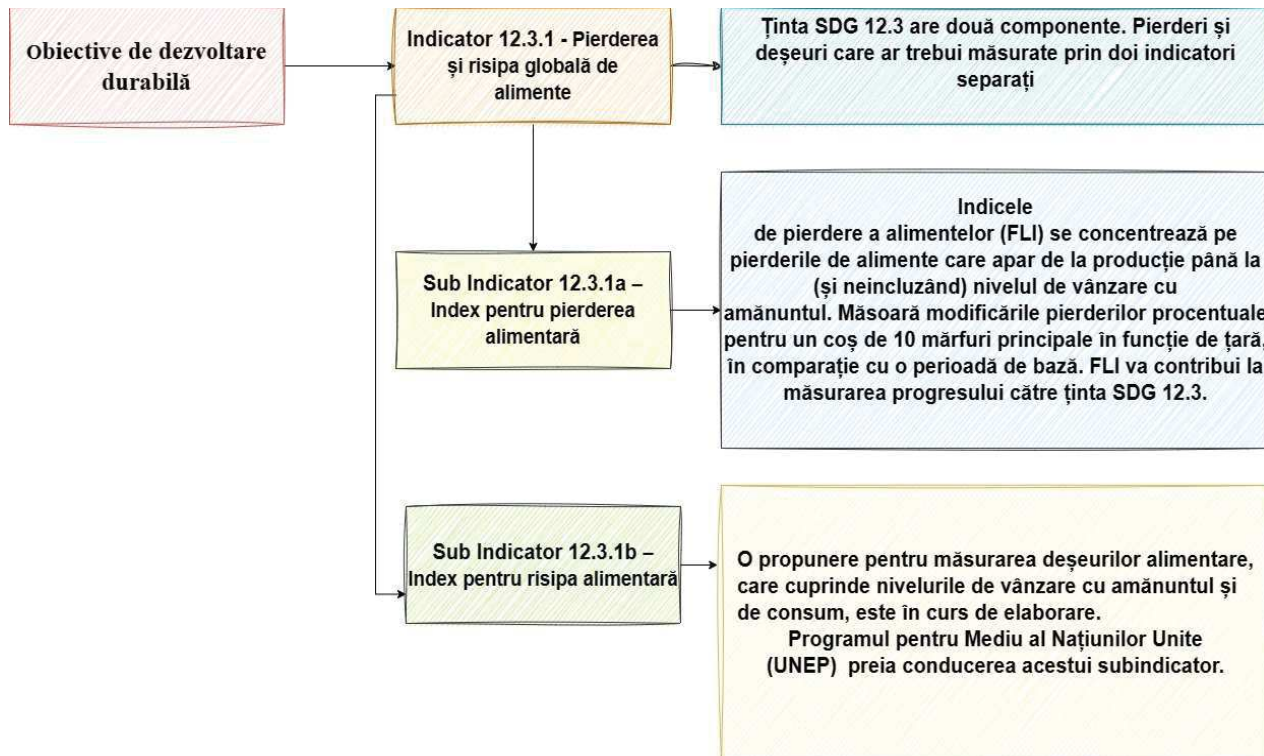 Obiective de dezvoltare
durabilă
Indicator 12.3.1 - Pierderea
și risipa globală de
alimente
Ținta SDG 12.3 are două componente. Pierderi și
deșeuri care ar trebui măsurate prin doi indicatori
separați
Sub Indicator 12.3.1a –
Index pentru pierderea
alimentară
Indicele
de pierdere a alimentelor (FLI) se concentrează pe
pierderile de alimente care apar de la producție până la
(și neincluzând) nivelul de vânzare cu
amănuntul. Măsoară modificările pierderilor procentuale
pentru un coș de 10 mărfuri principale în funcție de țară,
în comparație cu o perioadă de bază. FLI va contribui la
măsurarea progresului către ținta SDG 12.3.
Sub Indicator 12.3.1b –
Index pentru risipa alimentară
O propunere pentru măsurarea deșeurilor alimentare,
care cuprinde nivelurile de vânzare cu amănuntul și
de consum, este în curs de elaborare.
Programul pentru Mediu al Națiunilor Unite
(UNEP) preia conducerea acestui subindicator.